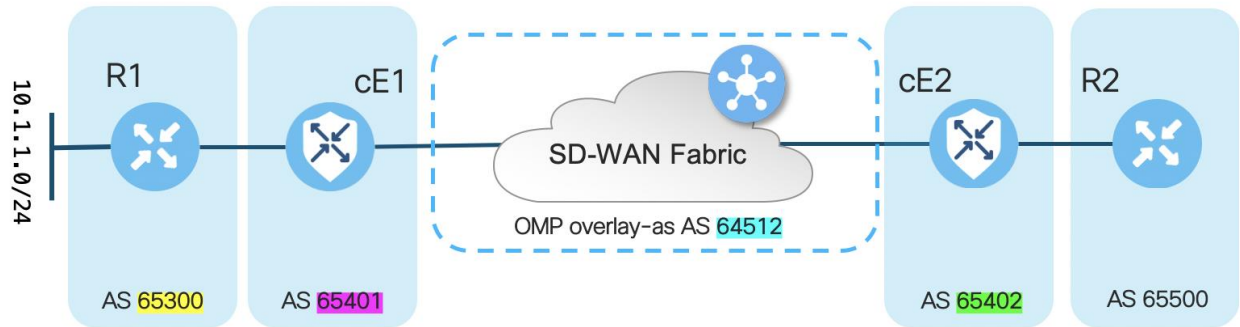 10.1.1.0/24
R1
cE1
SD-WAN Fabric
OMP overlay-as AS 64512
cE2
R2
AS 65300
AS 65401
AS 65402
AS 65500